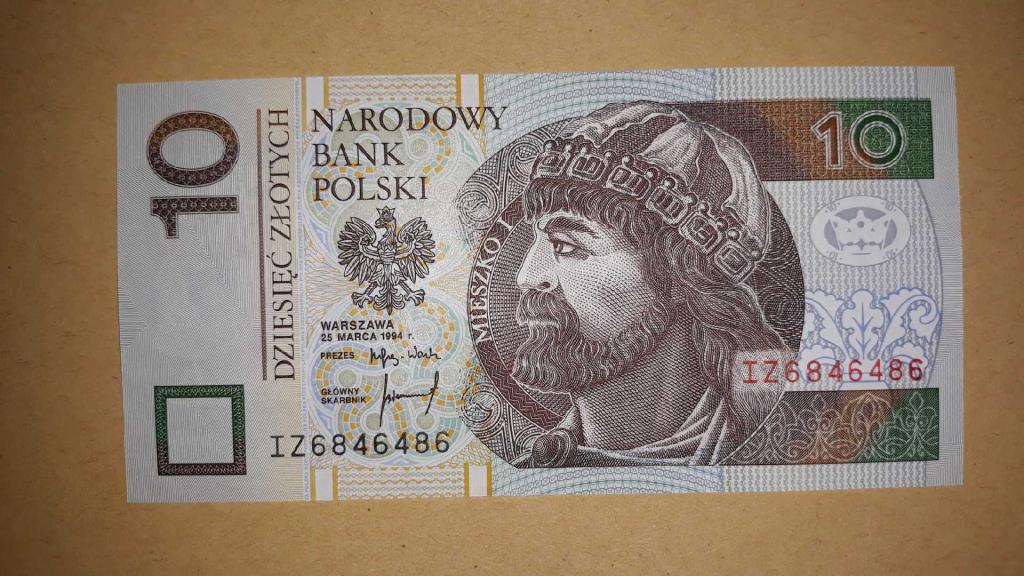 10
DZIESIĘĆ ZŁOTYCH
NARODOWY
BANK
POLSKI
WARSZAWA
25 MARCA 1994 r.
PREZES
GŁÓWNY
SKARBNIK
IZ6846486
MIESZKO I
10
IZ6846486